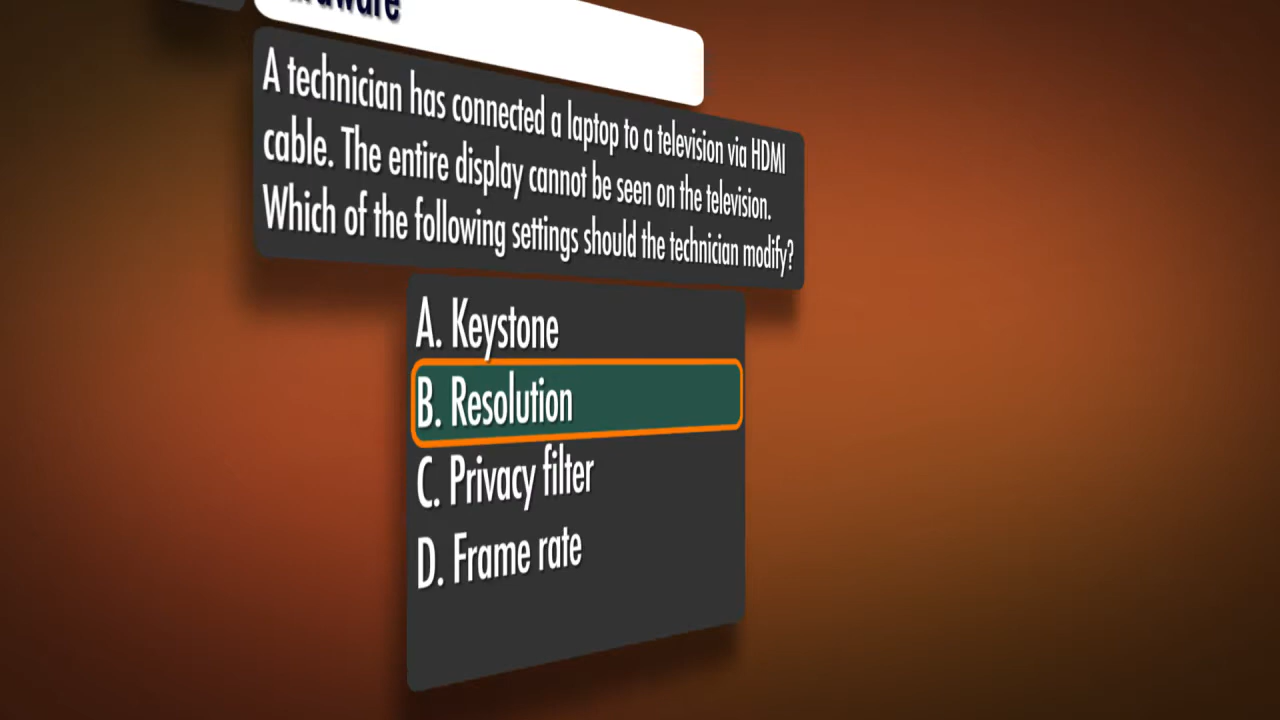 A technician has connected a laptop to a television via HDMI
cable. The entire display cannot be seen on the television.
Which of the following settings should the technician modify?
A. Keystone
B. Resolution
C. Privacy filter
D. Frame rate